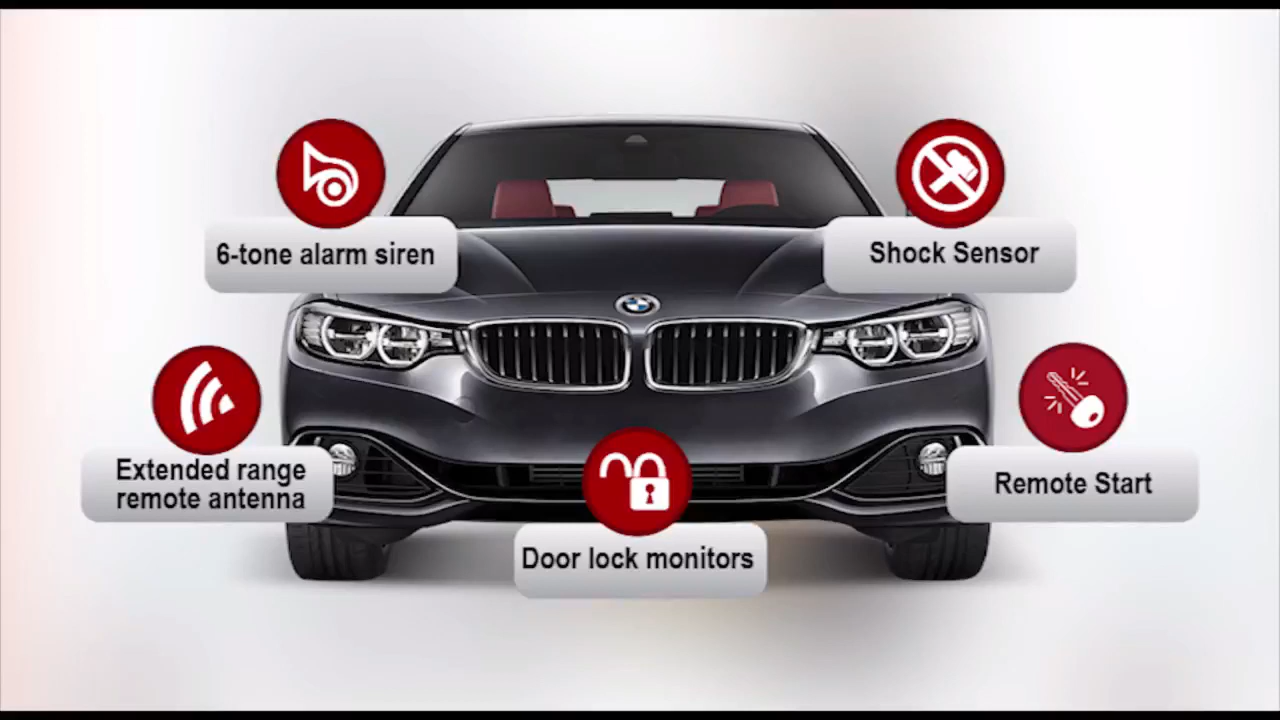 6-tone alarm siren
Shock Sensor
Extended range
remote antenna
Remote Start
Door lock monitors